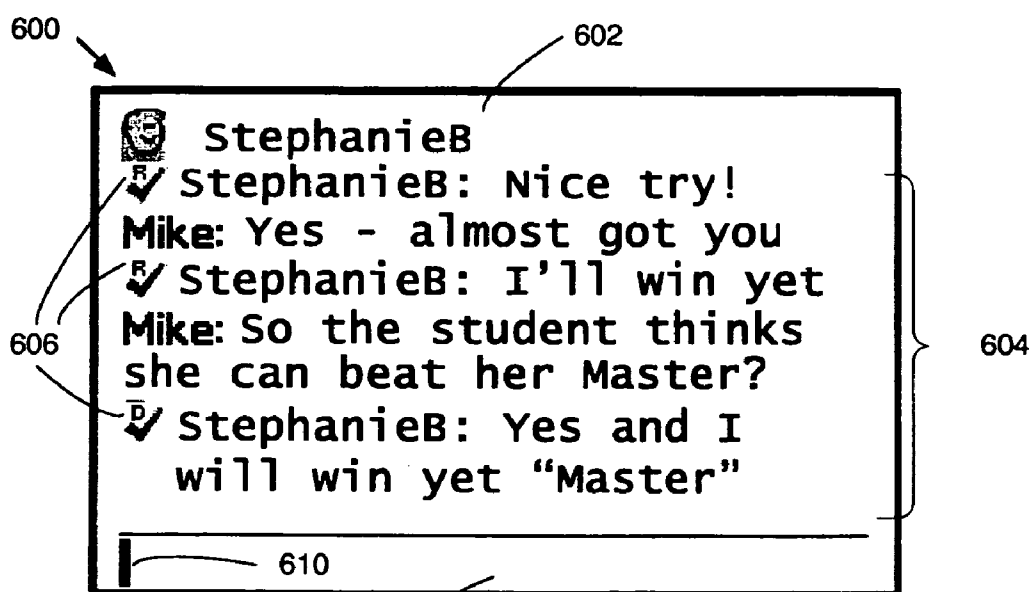 600
602
StephanieB
R StephanieB: Nice try!
Mike: Yes - almost got you
R StephanieB: I'll win yet
Mike: So the student thinks
606
604
she can beat her Master?
D StephanieB: Yes and I
will win yet “Master”
610